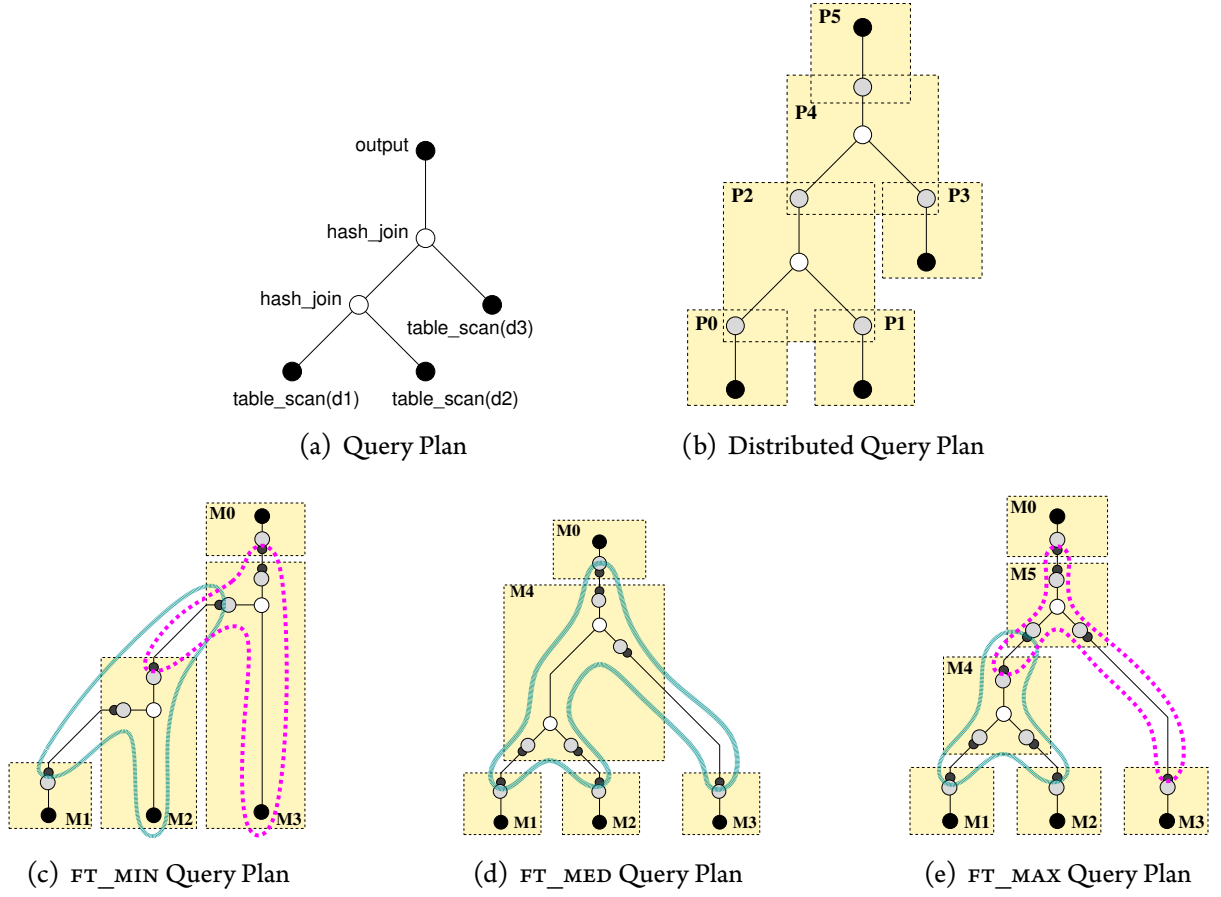 output
hash_join
hash_join
table_scan(d3)
table_scan(d1) table_scan(d2)
(a) Query Plan
P5
P4
P2 P3
P0 P1
(b) Distributed Query Plan
M0
M1 M2 M3
(c) FT_MIN Query Plan
M0
M4
M1 M2 M3
(d) FT_MED Query Plan
M0
M5
M4
M1 M2 M3
(e) FT_MAX Query Plan